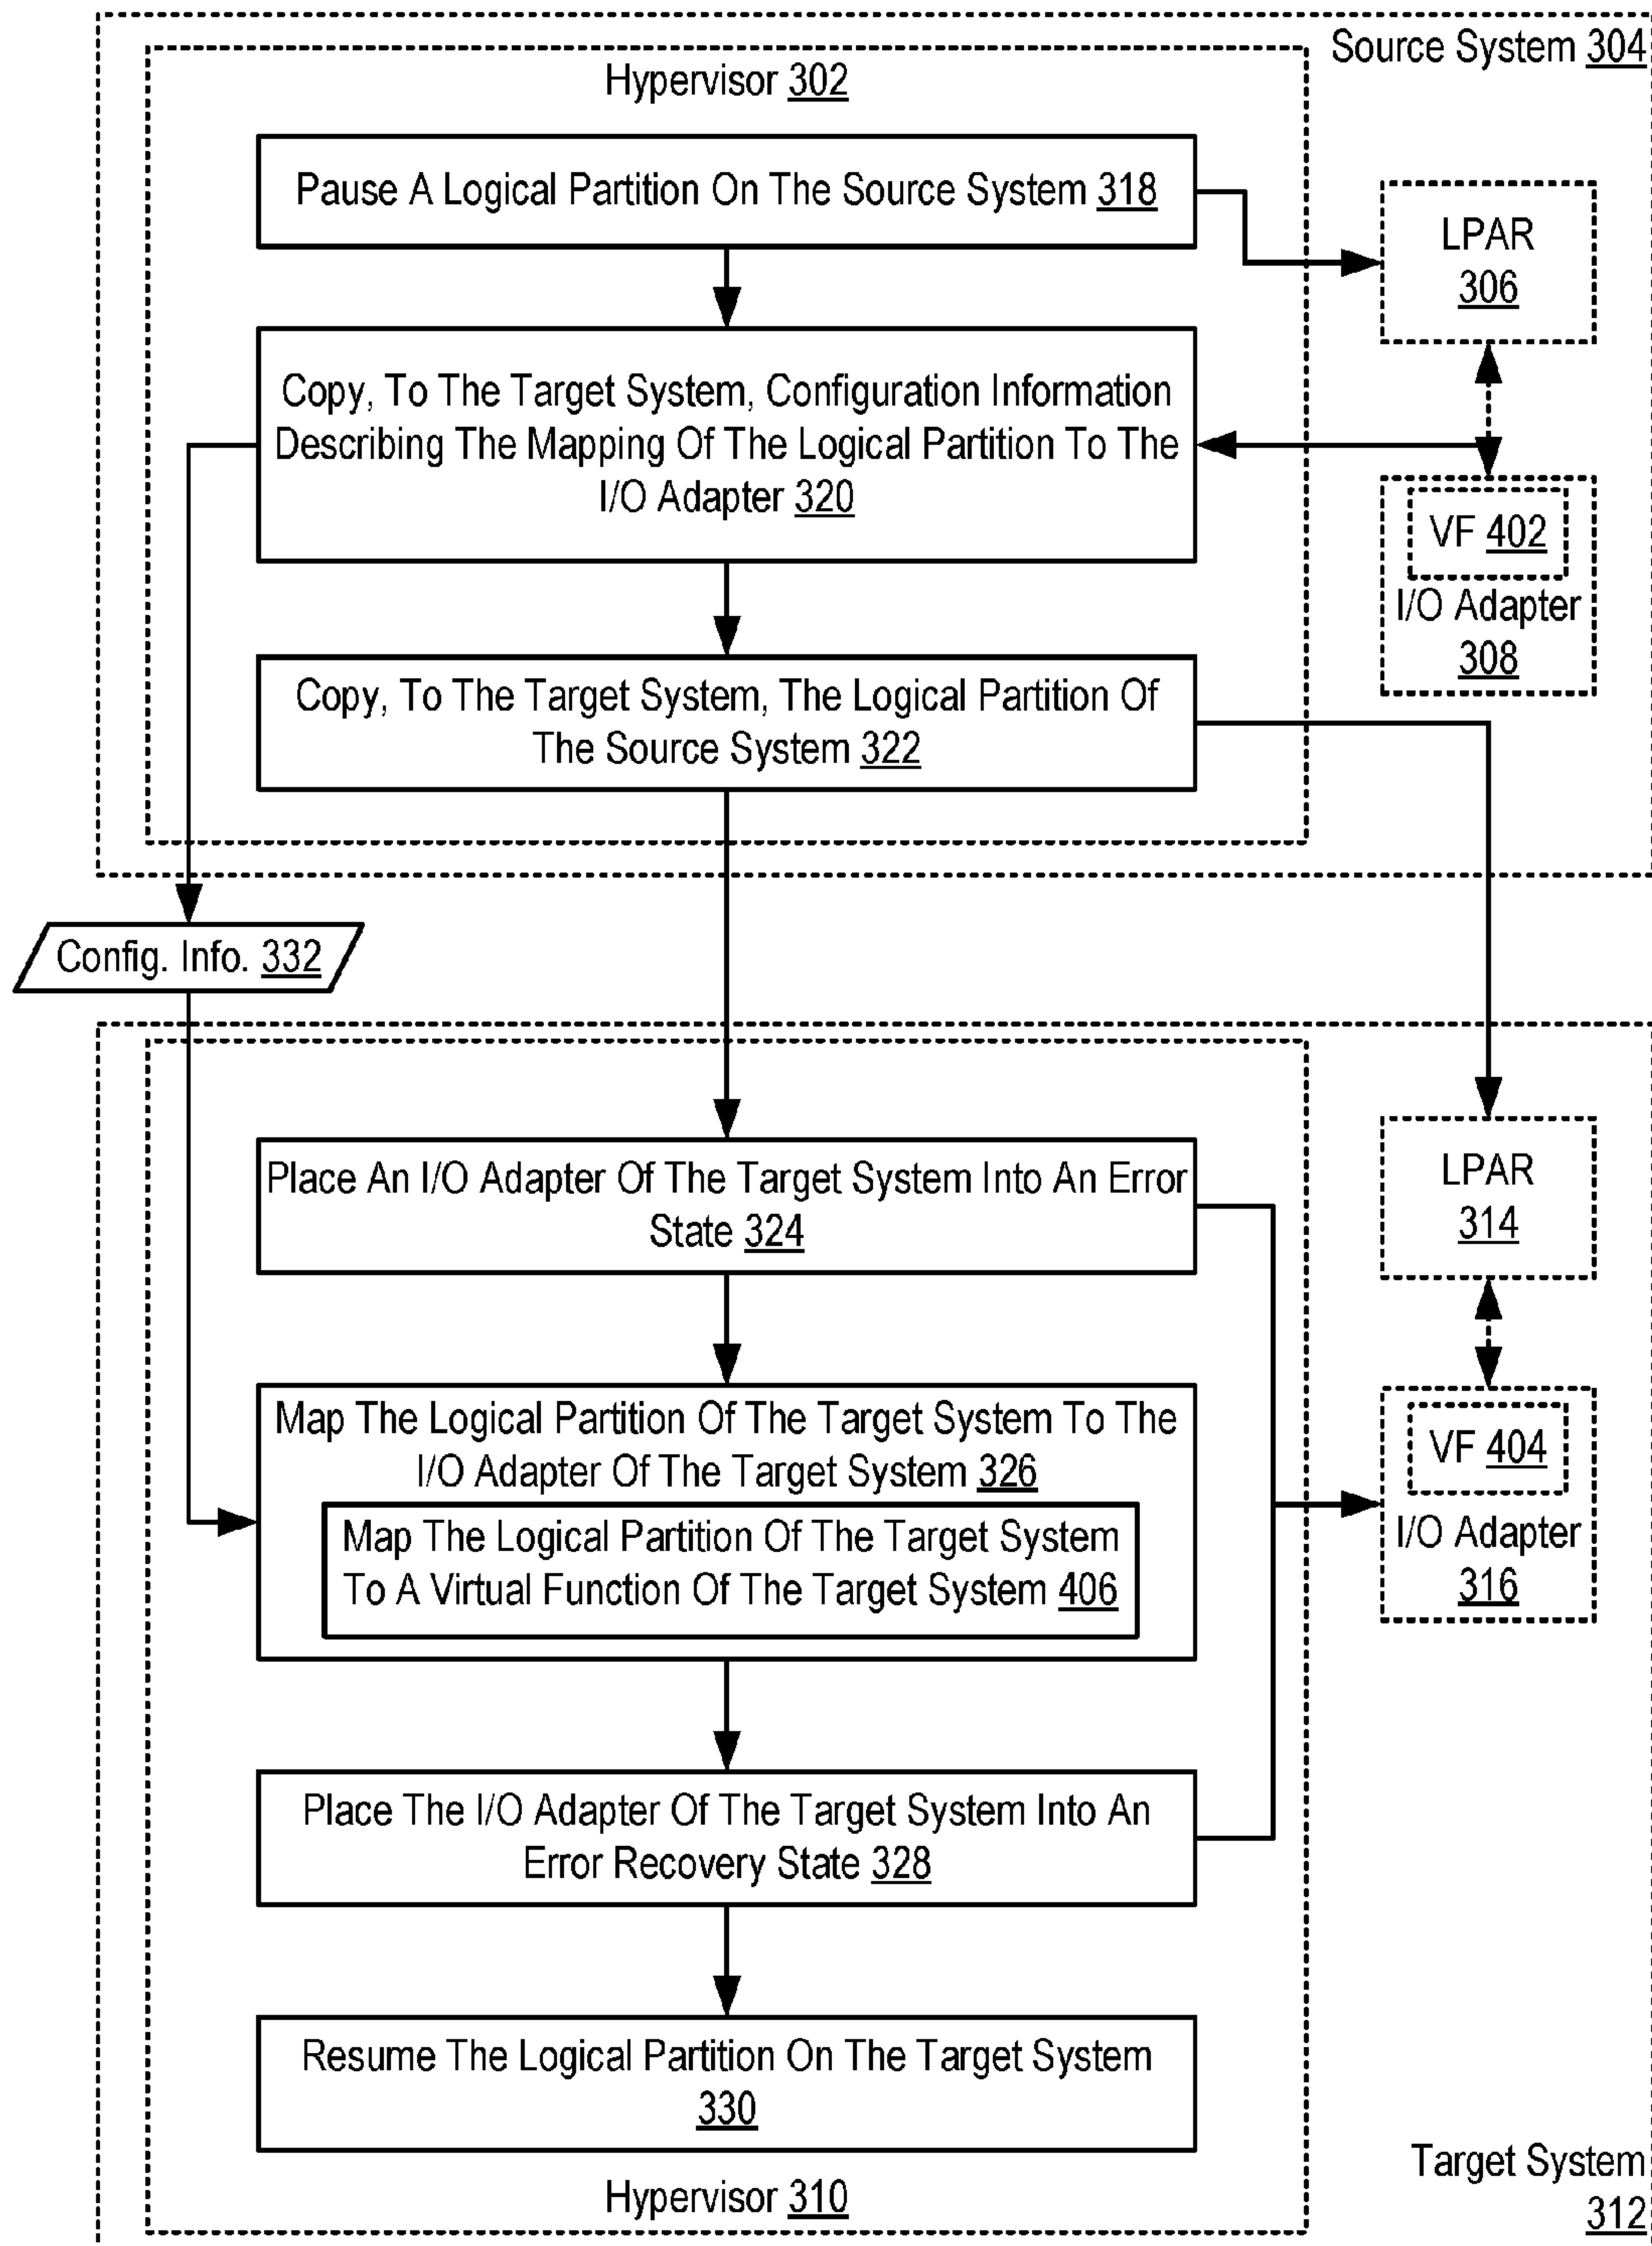 Source System 304
Hypervisor 302
Pause A Logical Partition On The Source System 318
LPAR
306
Copy, To The Target System, Configuration Information
Describing The Mapping Of The Logical Partition To The
I/O Adapter 320
VF 402
I/O Adapter
308
Copy, To The Target System, The Logical Partition Of
The Source System 322
Config. Info. 332
Place An I/O Adapter Of The Target System Into An Error
State 324
LPAR
314
Map The Logical Partition Of The Target System To The
I/O Adapter Of The Target System 326
Map The Logical Partition Of The Target System
To A Virtual Function Of The Target System 406
VF 404
I/O Adapter
316
Place The I/O Adapter Of The Target System Into An
Error Recovery State 328
Resume The Logical Partition On The Target System
330
Hypervisor 310
Target System
312